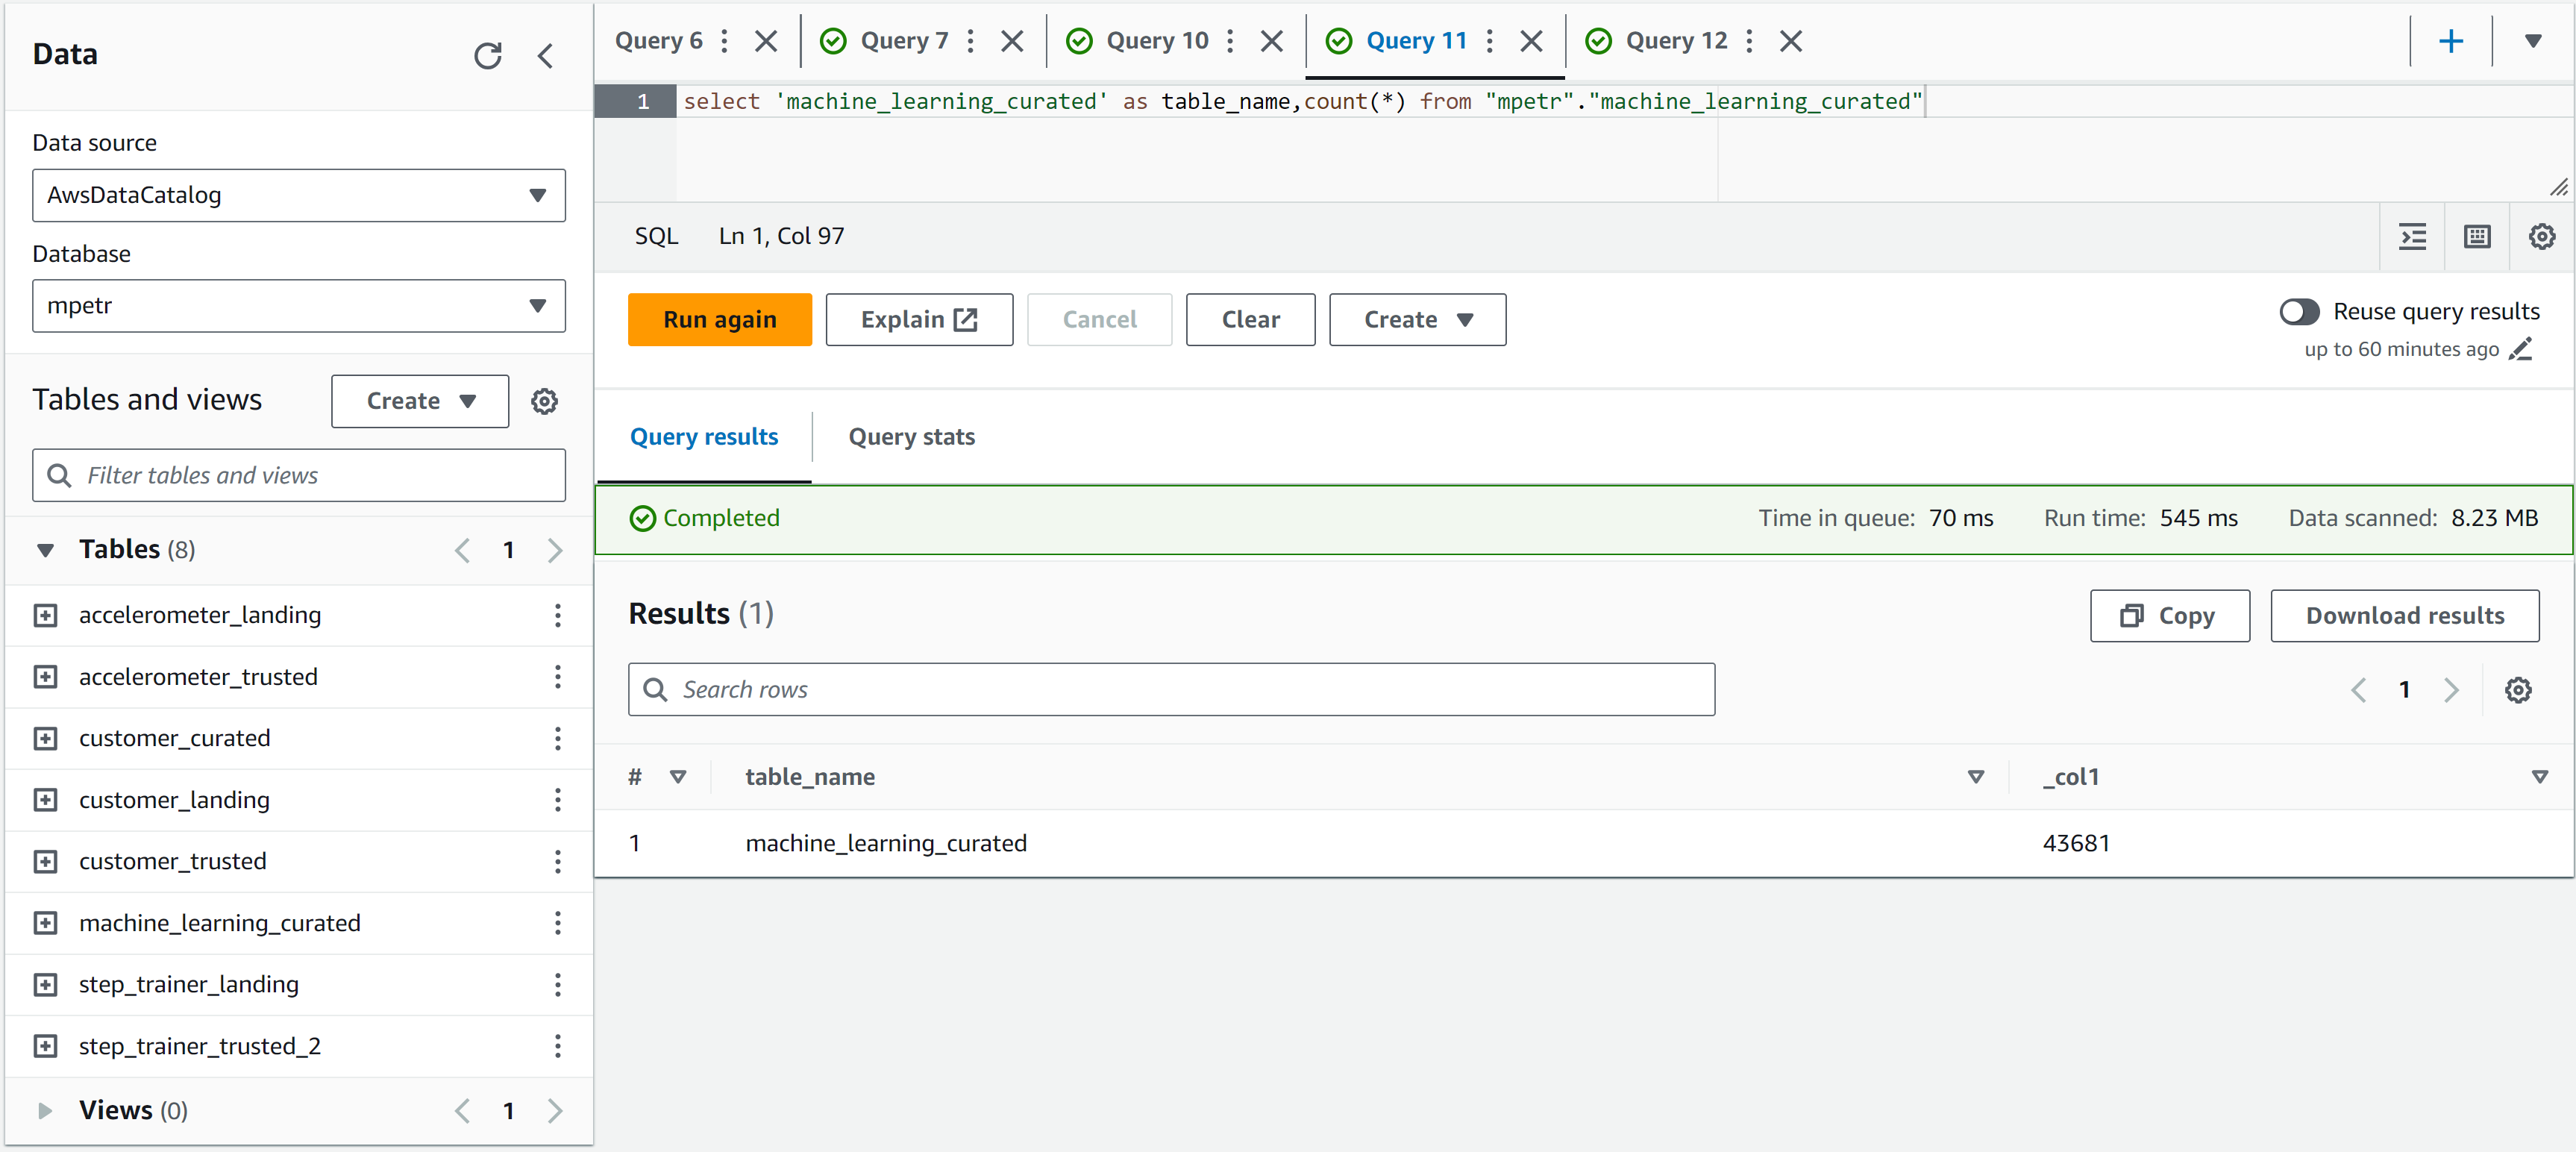 Data
Data source
AwsDataCatalog
Database
mpetr
Tables and views
Create
Filter tables and views
Tables (8)
1
accelerometer_landing
accelerometer_trusted
customer_curated
customer_landing
customer_trusted
machine_learning_curated
step_trainer_landing
step_trainer_trusted_2
Views (0)
1
Query 6
Query 7
Query 10
Query 11
Query 12
1
select 'machine_learning_curated' as table_name,count(*) from "mpetr"."machine_learning_curated"
SQL
Ln 1, Col 97
Run again
Explain
Cancel
Clear
Create
Reuse query results
up to 60 minutes ago
Query results
Query stats
Completed
Time in queue: 70 ms
Run time: 545 ms
Data scanned: 8.23 MB
Results (1)
Copy
Download results
Search rows
1
# table_name _col1
1 machine_learning_curated 43681